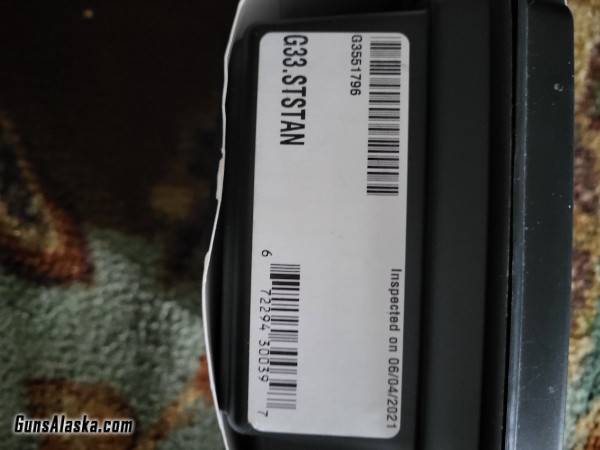 G3551796
G33.STSTAN
Inspected on 06/04/2021
6 72294 30039 7
GunsAlaska.com